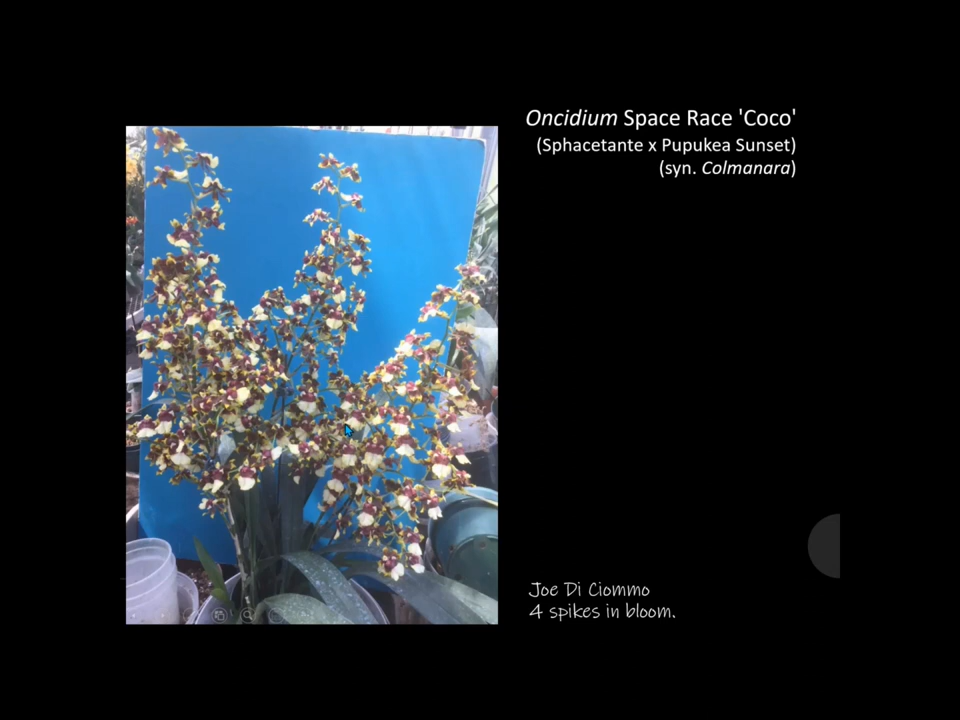 Oncidium Space Race 'Coco'
(Sphacetante x Pupukea Sunset)
(syn. Colmanara)
Joe Di Ciommo
4 spikes in bloom.